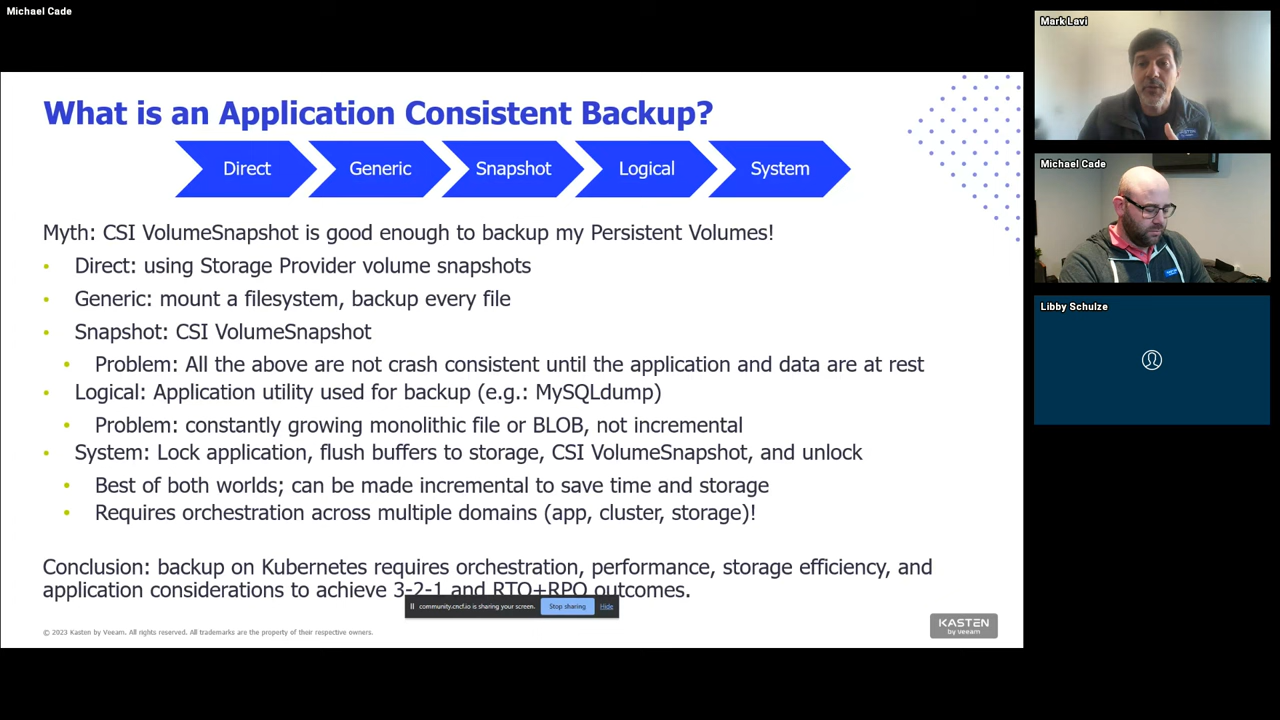 Michael Cade
Mark Lavi
What is an Application Consistent Backup?
Direct
Generic
Snapshot
Logical
System
Michael Cade
Myth: CSI VolumeSnapshot is good enough to backup my Persistent Volumes!
• Direct: using Storage Provider volume snapshots
• Generic: mount a filesystem, backup every file
Libby Schulze
• Snapshot: CSI VolumeSnapshot
• Problem: All the above are not crash consistent until the application and data are at rest
• Logical: Application utility used for backup (e.g.: MySQLdump)
• Problem: constantly growing monolithic file or BLOB, not incremental
• System: Lock application, flush buffers to storage, CSI VolumeSnapshot, and unlock
• Best of both worlds; can be made incremental to save time and storage
• Requires orchestration across multiple domains (app, cluster, storage)!
Conclusion: backup on Kubernetes requires orchestration, performance, storage efficiency, and
application considerations to achieve 3-2-1 and RTO+RPO outcomes.
community.cncf.io is sharing your screen. Stop sharing Hide
© 2023 Kasten by Veeam. All rights reserved. All trademarks are the property of their respective owners.
KASTEN
by Veeam